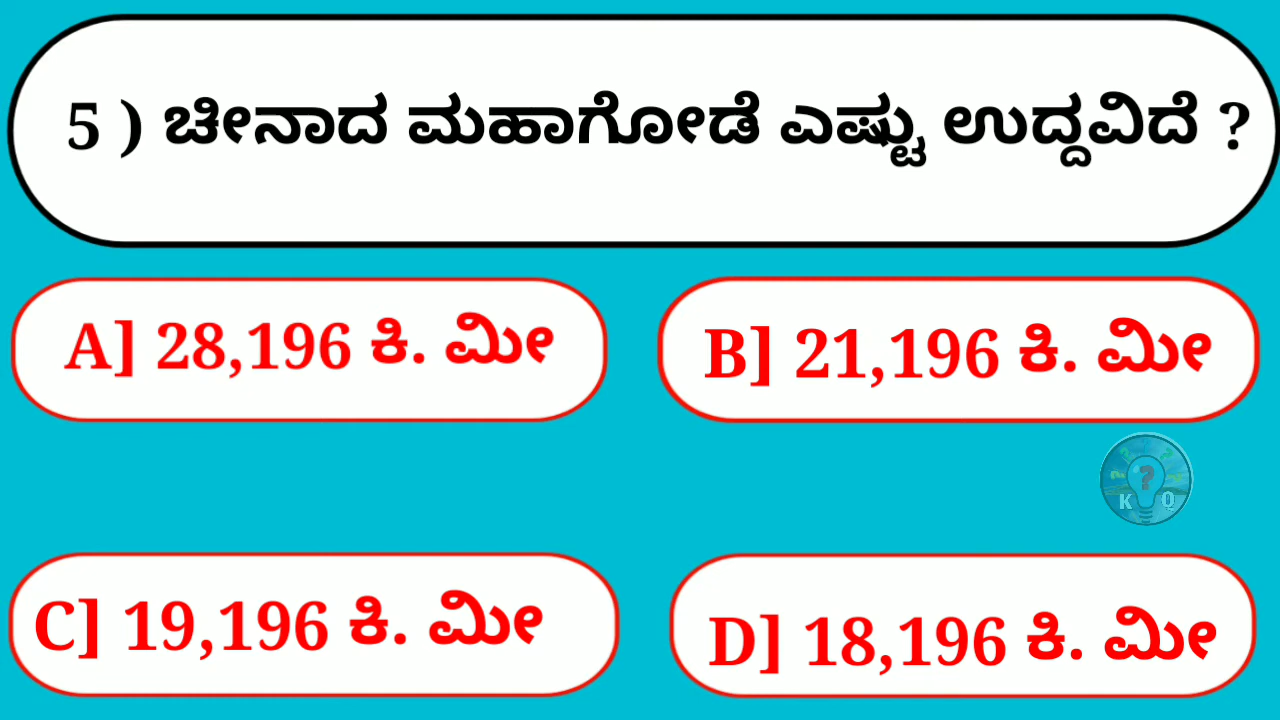 5 ) ಚೀನಾದ ಮಹಾಗೋಡೆ ಎಷ್ಟು ಉದ್ದವಿದೆ ?
A] 28,196 ಕಿ. ಮೀ
B] 21,196 ಕಿ. ಮೀ
? ? ? ? ?
?
K Q
C] 19,196 ಕಿ. ಮೀ
D] 18,196 ಕಿ. ಮೀ